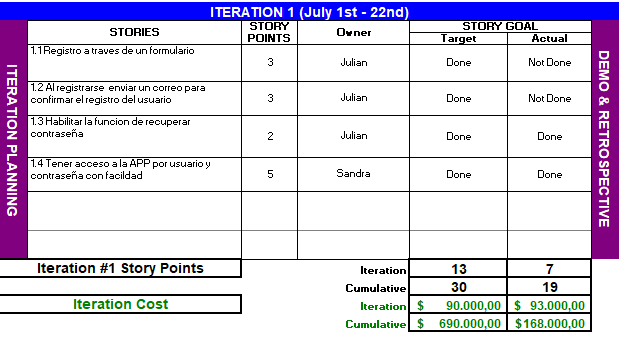 ITERATION 1 (July 1st - 22nd)
STORIES STORY POINTS Owner STORY GOAL
Target Actual
ITERATION PLANNING
1.1 Registro a traves de un formulario 3 Julian Done Not Done
1.2 Al registrarse enviar un correo para
confirmar el registro del usuario 3 Julian Done Not Done
1.3 Habilitar la funcion de recuperar
contraseña 2 Julian Done Done
1.4 Tener acceso a la APP por usuario y
contraseña con facildad 5 Sandra Done Done
DEMO & RETROSPECTIVE
Iteration #1 Story Points Iteration 13 7
Cumulative 30 19
Iteration Cost Iteration $ 90.000,00 $ 93.000,00
Cumulative $ 690.000,00 $168.000,00